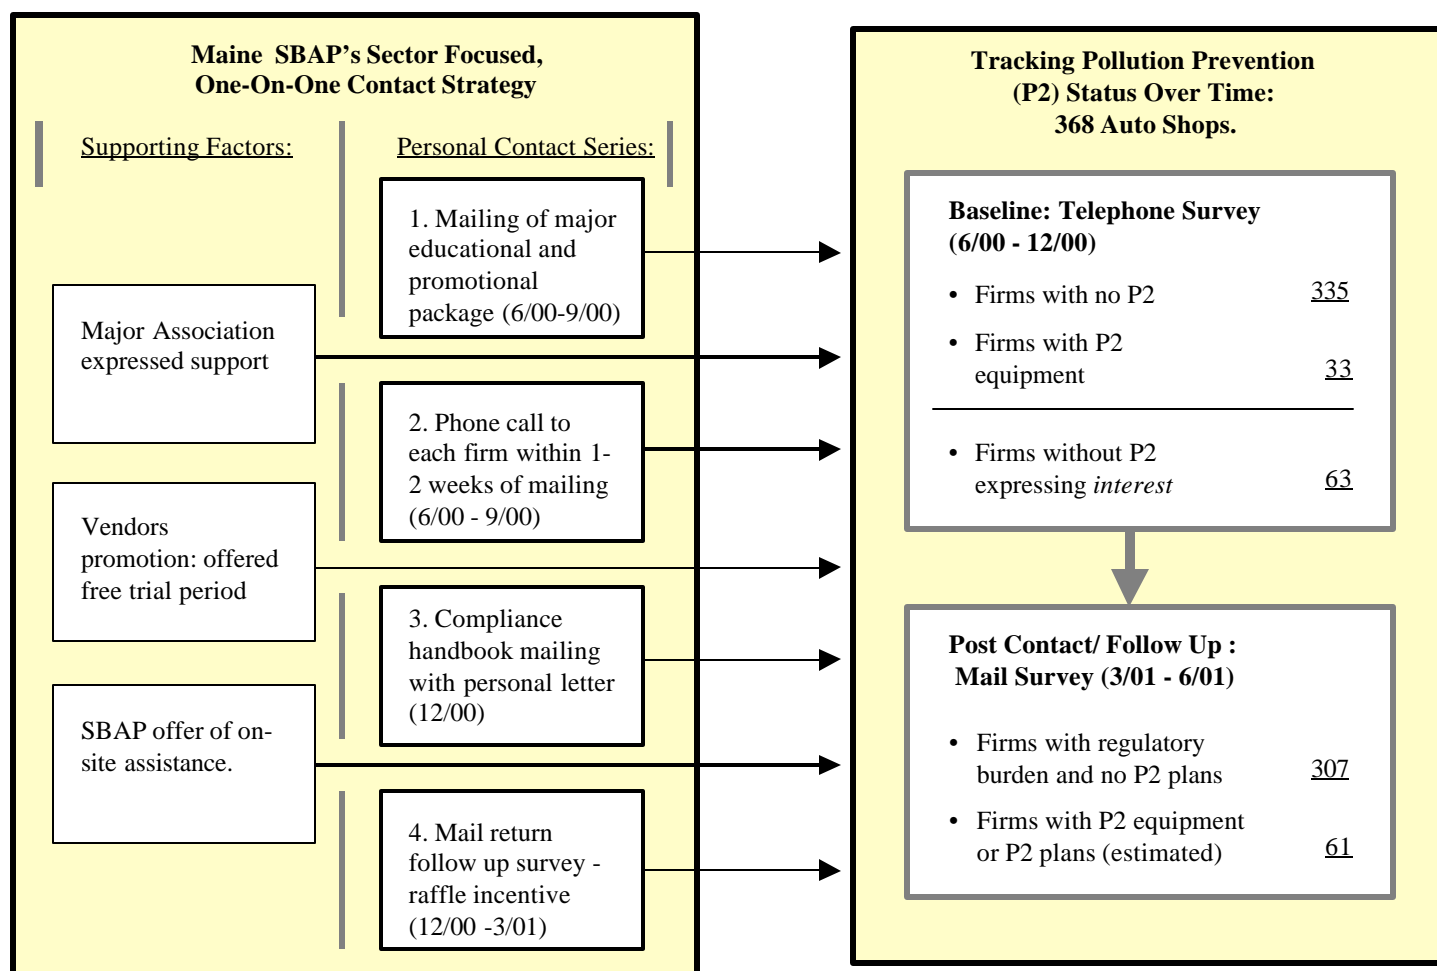 Maine SBAP's Sector Focused,
One-On-One Contact Strategy
Supporting Factors:
Personal Contact Series:
Major Association
expressed support
Vendors
promotion: offered
free trial period
SBAP offer of on-
site assistance.
1. Mailing of major
educational and
promotional
package (6/00-9/00)
2. Phone call to
each firm within 1-
2 weeks of mailing
(6/00 - 9/00)
3. Compliance
handbook mailing
with personal letter
(12/00)
4. Mail return
follow up survey -
raffle incentive
(12/00 -3/01)
Tracking Pollution Prevention
(P2) Status Over Time:
368 Auto Shops.
Baseline: Telephone Survey
(6/00 - 12/00)
• Firms with no P2 335
• Firms with P2
equipment 33
• Firms without P2
expressing interest 63
Post Contact/ Follow Up :
Mail Survey (3/01 - 6/01)
• Firms with regulatory
burden and no P2 plans 307
• Firms with P2 equipment
or P2 plans (estimated) 61